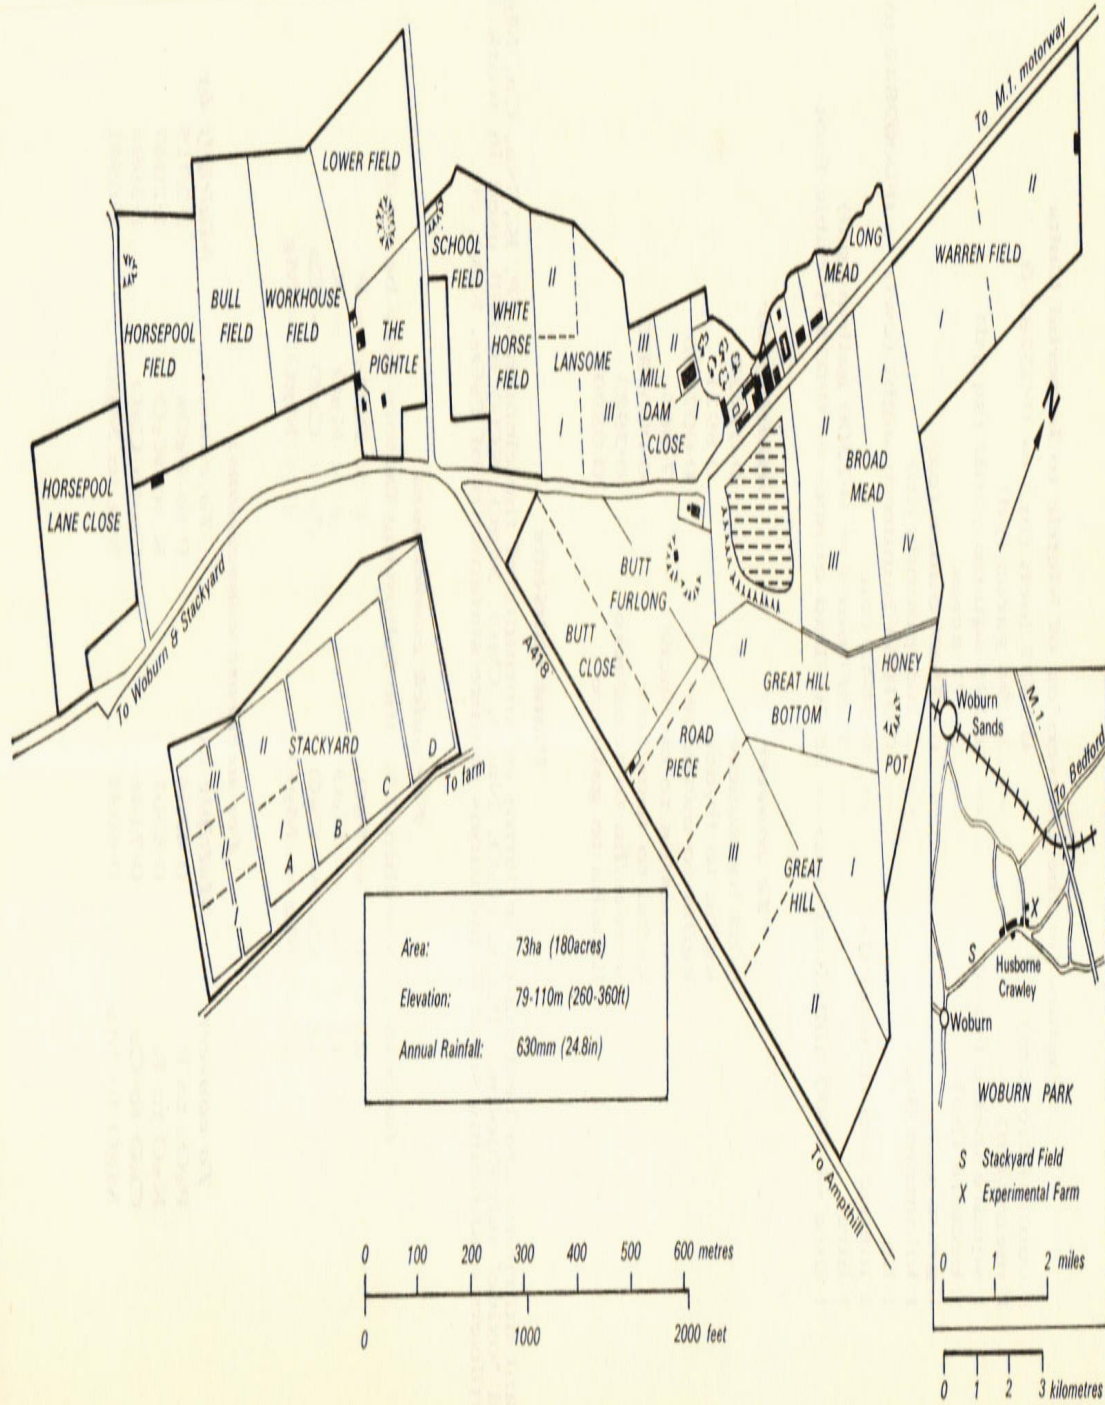 To M.1. motorway
LOWER FIELD
II
SCHOOL
FIELD
LONG
MEAD
WARREN FIELD
I
HORSEPOOL
FIELD
BULL
FIELD
WORKHOUSE
FIELD
THE
PIGHTLE
WHITE
HORSE
FIELD
II
LANSOME
I
III
III
II
MILL
DAM
CLOSE
I
I
II
BROAD
MEAD
III
IV
N
HORSEPOOL
LANE CLOSE
To Woburn & Stackyard
BUTT
FURLONG
BUTT
CLOSE
A418
II
GREAT HILL
BOTTOM
I
HONEY
POT
ROAD
PIECE
III
GREAT
HILL
I
II
To Ampthill
II
STACKYARD
III
II
I
I
A
B
C
D
To farm
Area: 73ha (180acres)
Elevation: 79-110m (260-360ft)
Annual Rainfall: 630mm (24.8in)
0 100 200 300 400 500 600 metres
0 1000 2000 feet
Woburn
Sands
M.1.
To Bedford
X
S
Husborne
Crawley
Woburn
WOBURN PARK
S Stackyard Field
X Experimental Farm
0 1 2 miles
0 1 2 3 kilometres